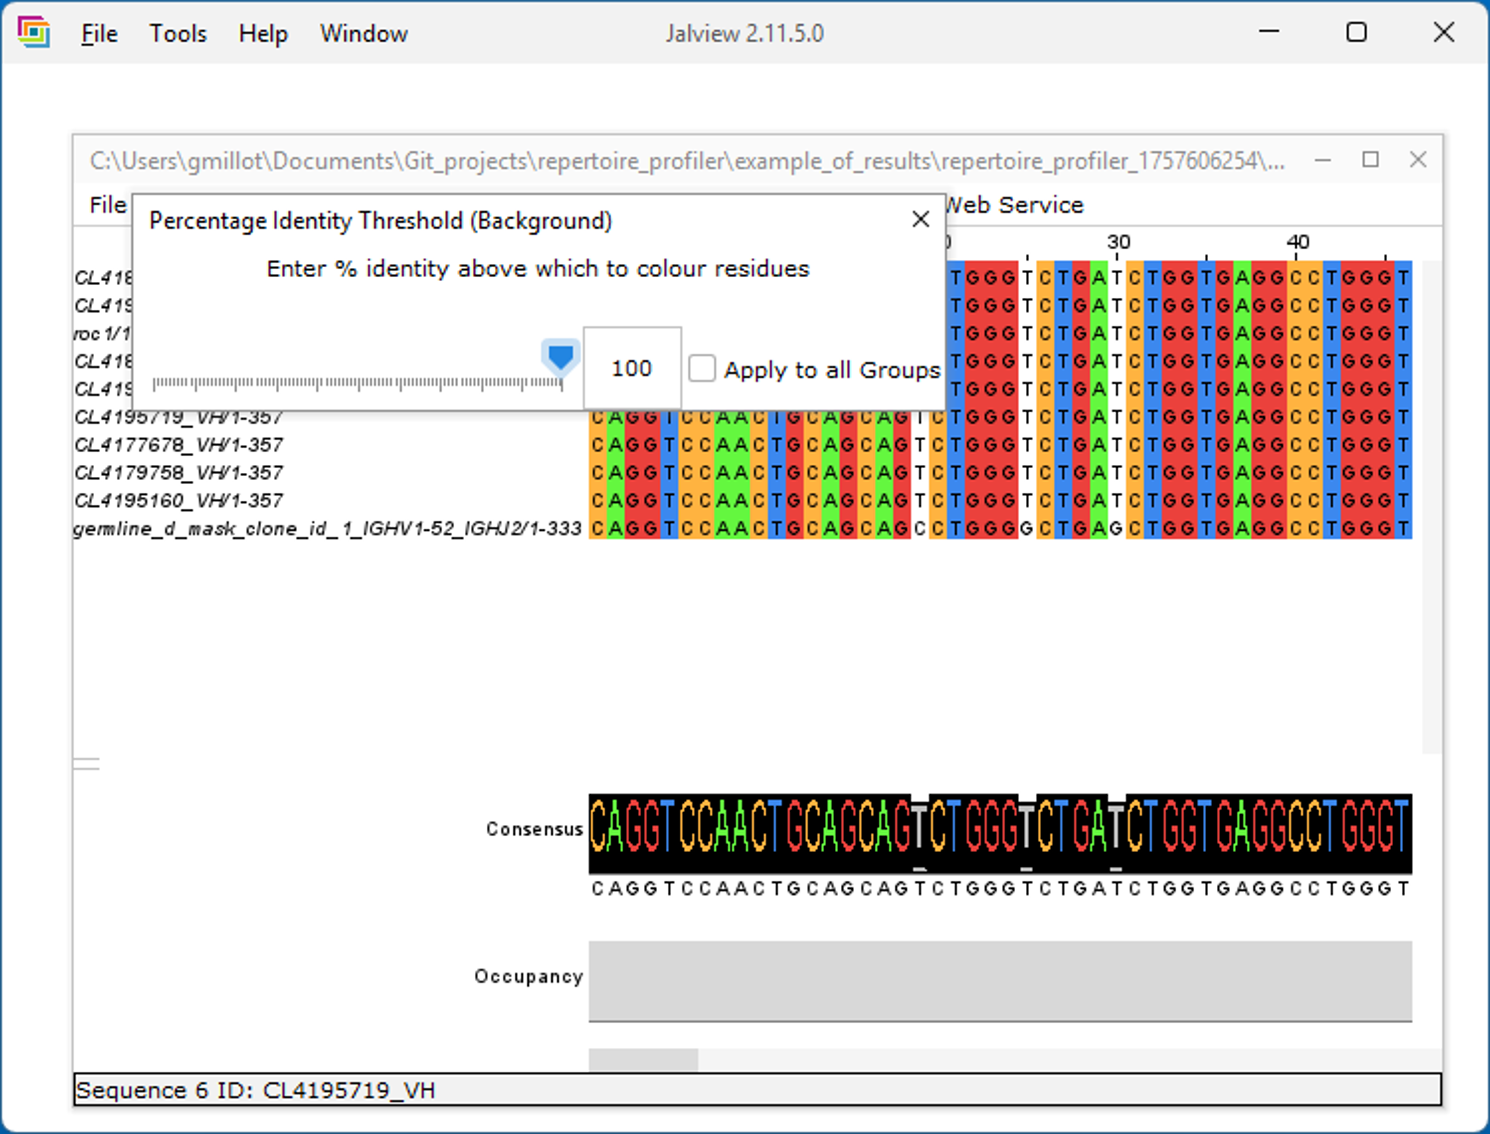 File Tools Help Window Jalview 2.11.5.0
C:\Users\gmillot\Documents\Git_projects\repertoire_profiler\example_of_results\repertoire_profiler_1757606254\...
File Web Service
Percentage Identity Threshold (Background)
Enter % identity above which to colour residues
100 Apply to all Groups
0 30 40
CL418 TGGGTCTGATCTGGTGAGGCCTGGGT
CL419 TGGGTCTGATCTGGTGAGGCCTGGGT
roc1/1 TGGGTCTGATCTGGTGAGGCCTGGGT
CL418 TGGGTCTGATCTGGTGAGGCCTGGGT
CL419 TGGGTCTGATCTGGTGAGGCCTGGGT
CL4195719_VH/1-357 CAGGTCCAACTGCAGCAGTCTGGGTCTGATCTGGTGAGGCCTGGGT
CL4177678_VH/1-357 CAGGTCCAACTGCAGCAGTCTGGGTCTGATCTGGTGAGGCCTGGGT
CL4179758_VH/1-357 CAGGTCCAACTGCAGCAGTCTGGGTCTGATCTGGTGAGGCCTGGGT
CL4195160_VH/1-357 CAGGTCCAACTGCAGCAGTCTGGGTCTGATCTGGTGAGGCCTGGGT
germline_d_mask_clone_id_1_IGHV1-52_IGHJ2/1-333 CAGGTCCAACTGCAGCAGCCTGGGGCTGAGCTGGTGAGGCCTGGGT
Consensus CAGGTCCAACTGCAGCAGTCTGGGTCTGATCTGGTGAGGCCTGGGT
CAGGTCCAACTGCAGCAGTCTGGGTCTGATCTGGTGAGGCCTGGGT
Occupancy
Sequence 6 ID: CL4195719_VH